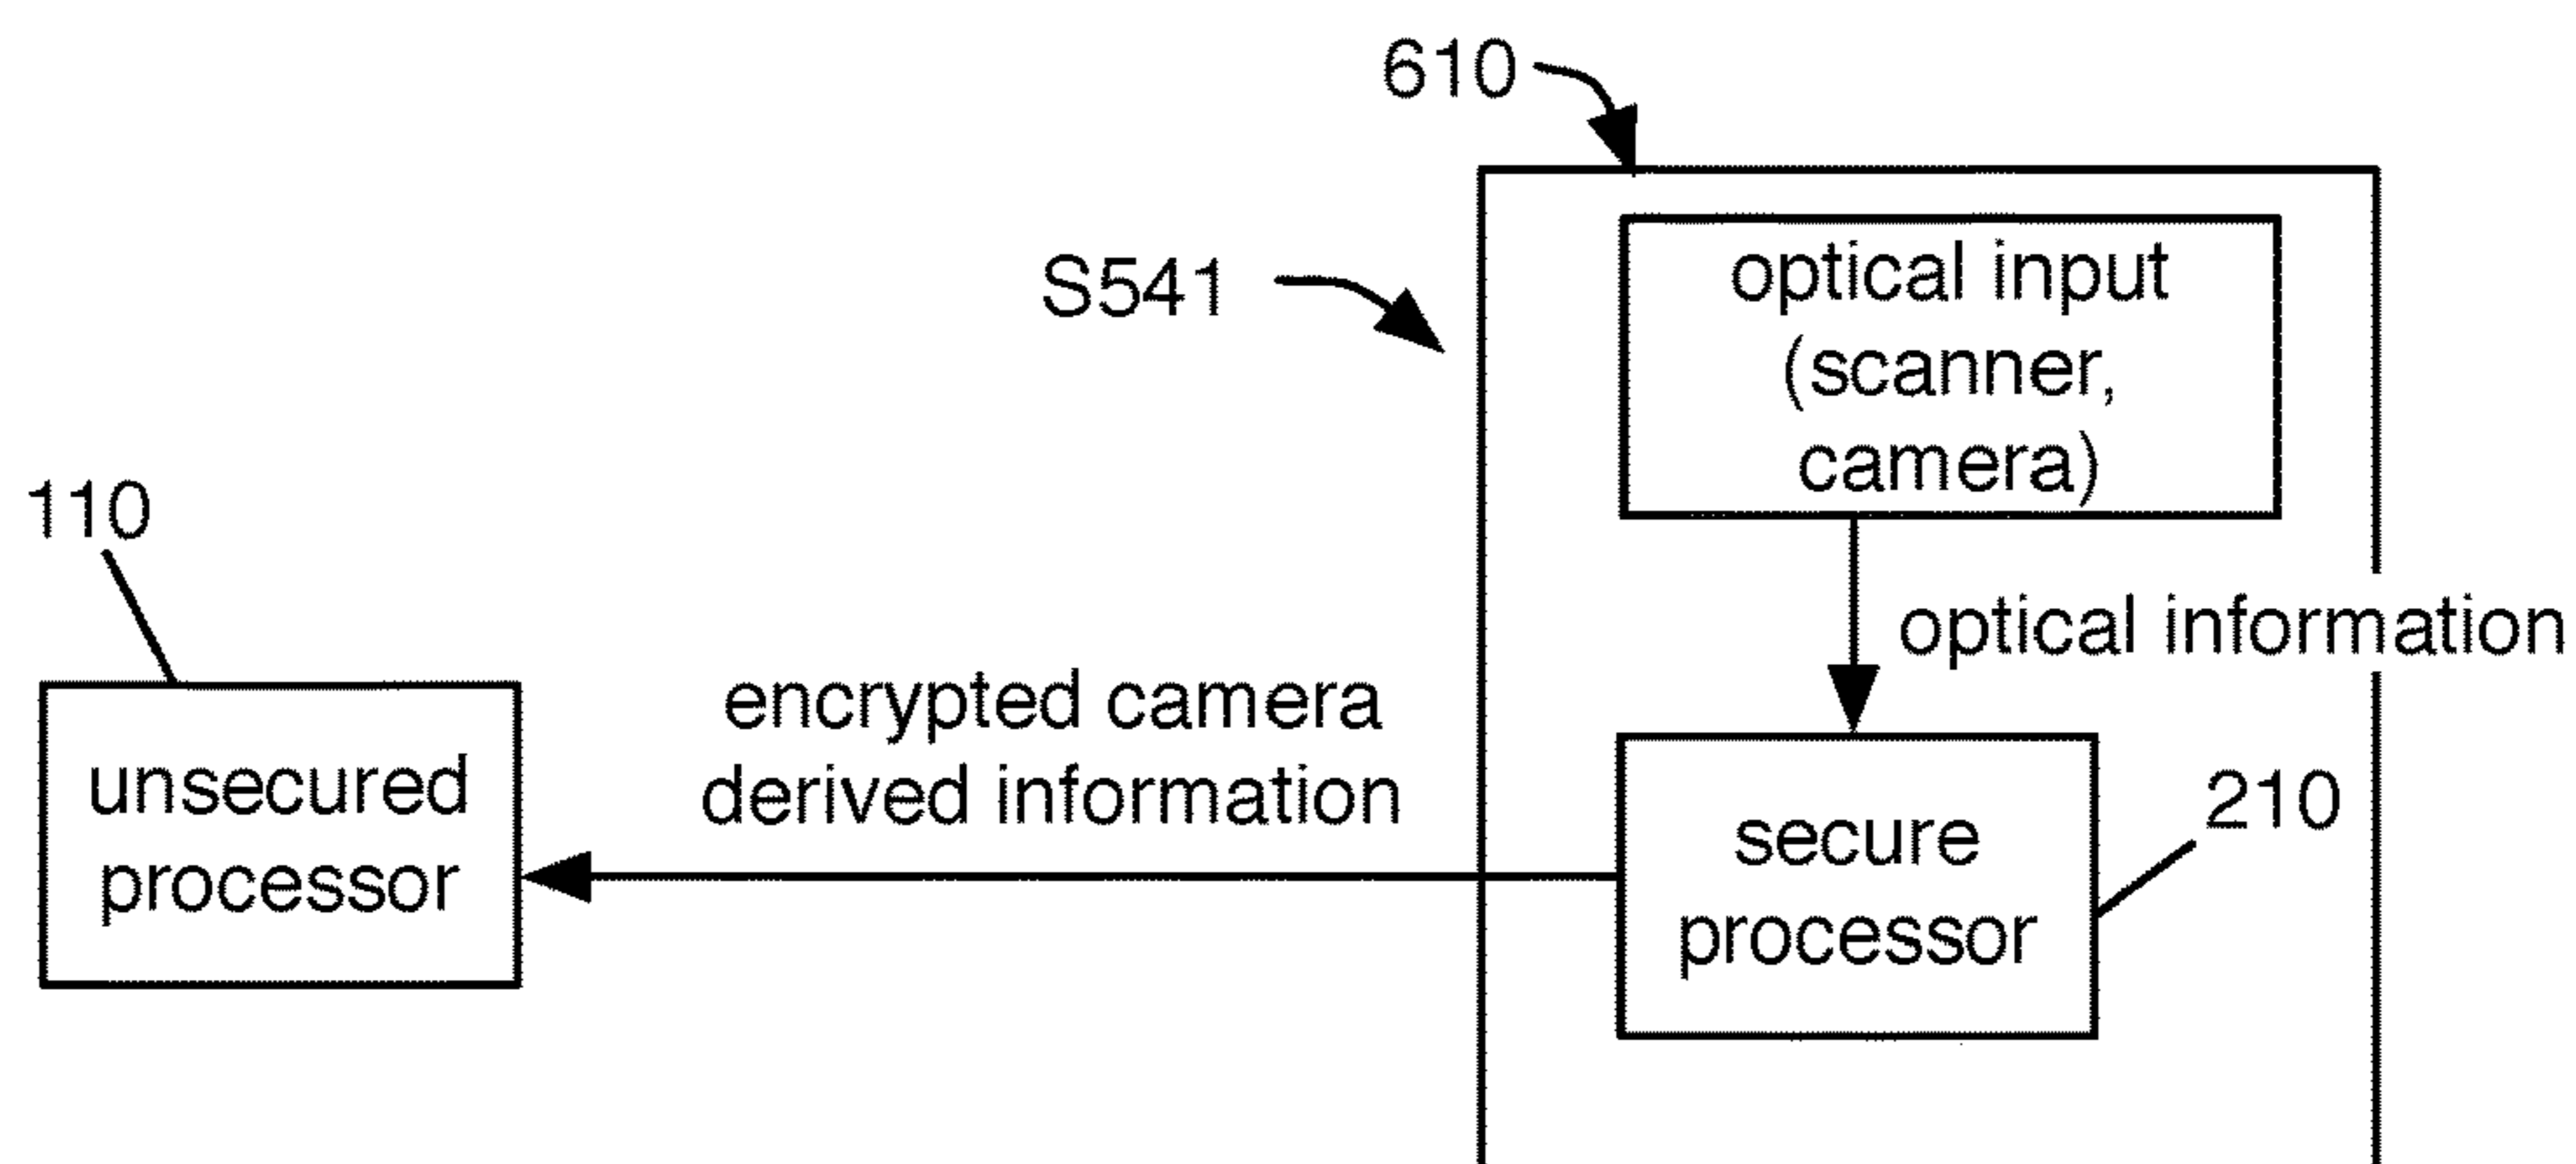 610
S541
optical input
(scanner,
camera)
110
optical information
encrypted camera
derived information
unsecured
processor
secure
processor
210